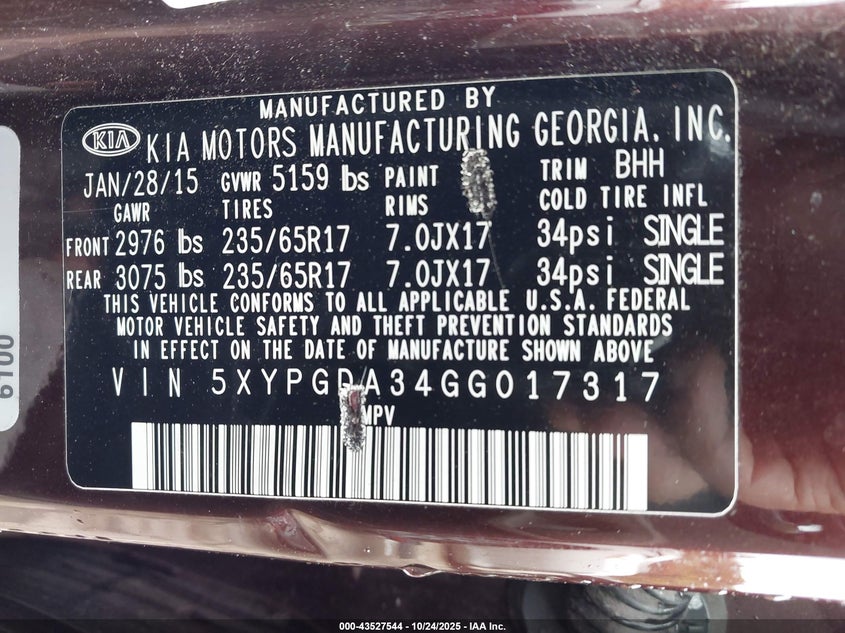 MANUFACTURED BY
KIA KIA MOTORS MANUFACTURING GEORGIA, INC.
JAN/28/15 GVWR 5159 lbs PAINT TRIM BHH
GAWR TIRES RIMS COLD TIRE INFL
FRONT 2976 lbs 235/65R17 7.0JX17 34psi SINGLE
REAR 3075 lbs 235/65R17 7.0JX17 34psi SINGLE
THIS VEHICLE CONFORMS TO ALL APPLICABLE U.S.A. FEDERAL
MOTOR VEHICLE SAFETY AND THEFT PREVENTION STANDARDS
IN EFFECT ON THE DATE OF MANUFACTURE SHOWN ABOVE
VIN 5XYPGDA34GG017317
MPV
000-43527544 - 10/24/2025 - IAA Inc.